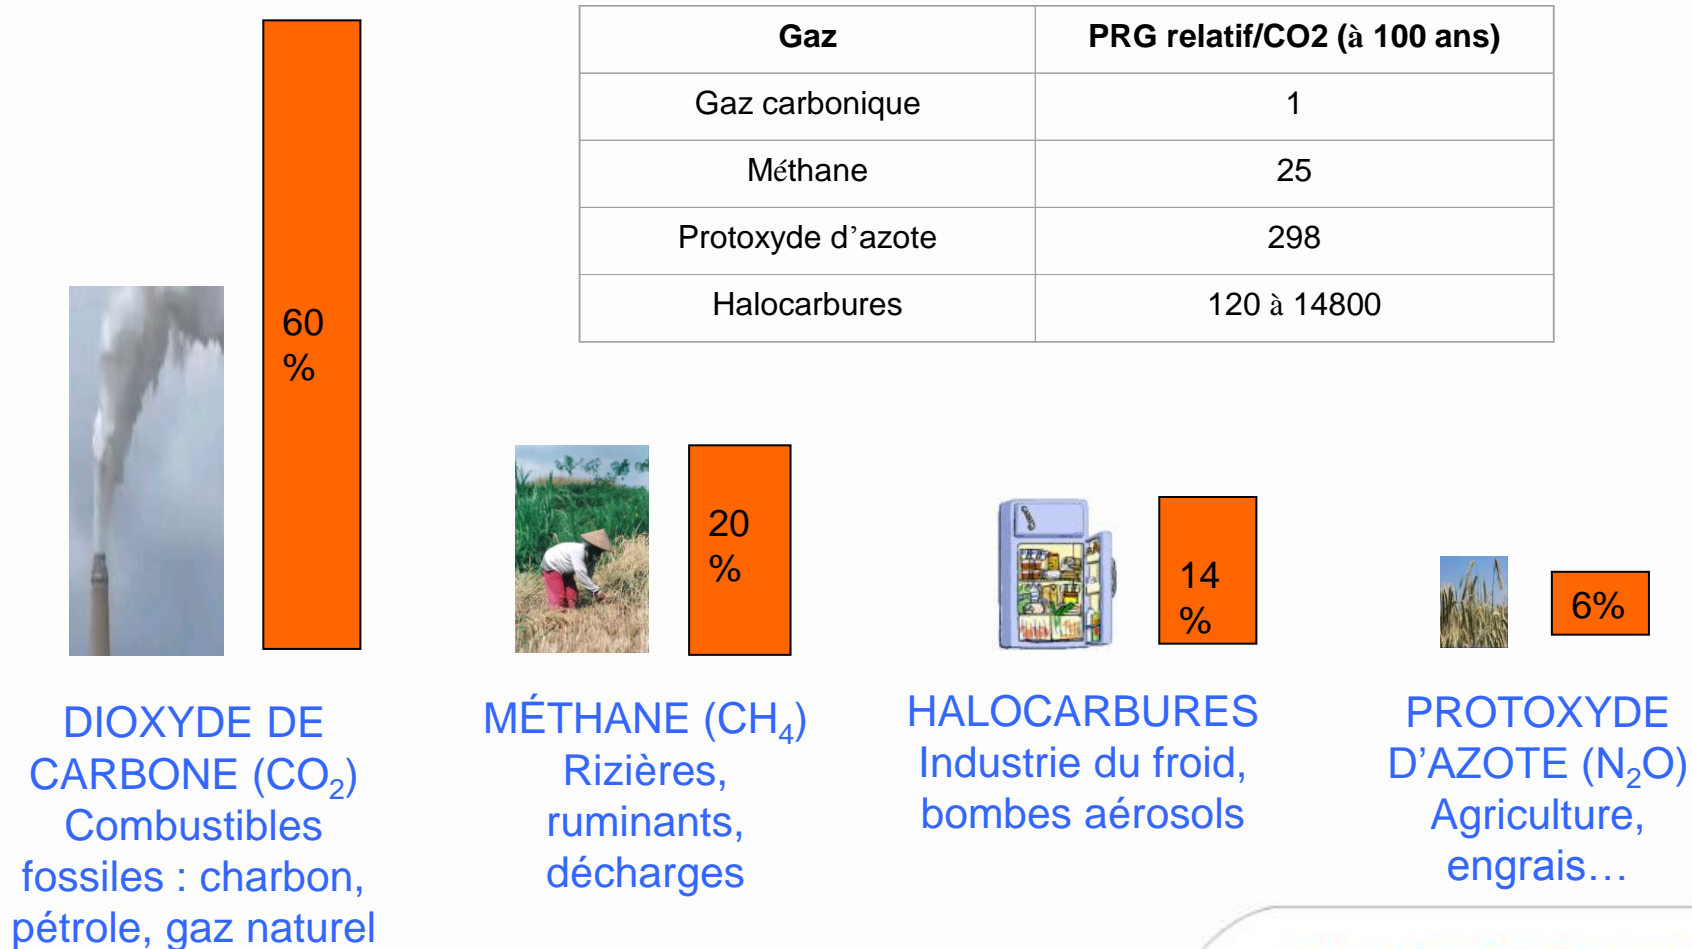 Gaz PRG relatif/CO2 (à 100 ans)
Gaz carbonique 1
Méthane 25
Protoxyde d’azote 298
Halocarbures 120 à 14800
60
%
20
%
14
%
6%
DIOXYDE DE
CARBONE (CO₂)
Combustibles
fossiles : charbon,
pétrole, gaz naturel
MÉTHANE (CH₄)
Rizières,
ruminants,
décharges
HALOCARBURES
Industrie du froid,
bombes aérosols
PROTOXYDE
D’AZOTE (N₂O)
Agriculture,
engrais…